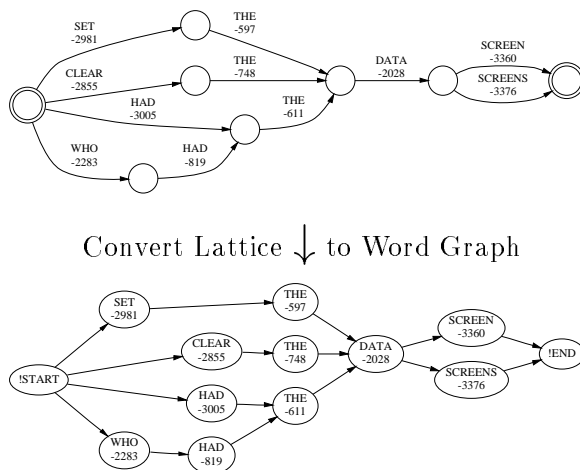 SET
-2981
THE
-597
CLEAR
-2855
THE
-748
HAD
-3005
THE
-611
WHO
-2283
HAD
-819
DATA
-2028
SCREEN
-3360
SCREENS
-3376
Convert Lattice to Word Graph
!START
SET
-2981
THE
-597
CLEAR
-2855
THE
-748
HAD
-3005
THE
-611
WHO
-2283
HAD
-819
DATA
-2028
SCREEN
-3360
SCREENS
-3376
!END